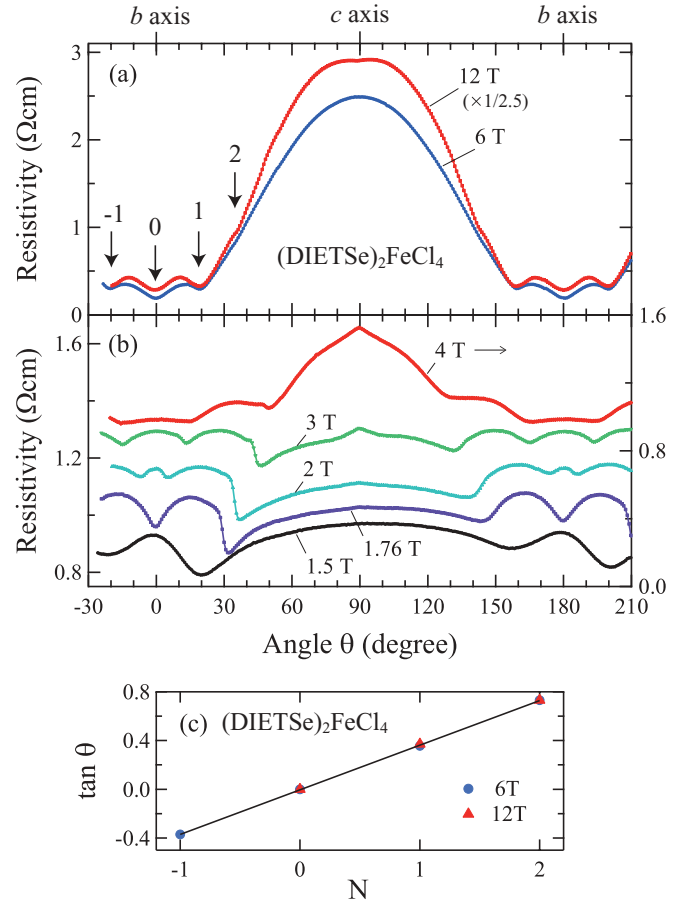 b axis c axis b axis
(a)
3
2
1
0
Resistivity (Ωcm)
12 T
(×1/2.5)
6 T
-1 0 1 2
(DIETSe)2FeCl4
(b)
1.6
1.2
0.8
Resistivity (Ωcm)
1.6
0.8
0.0
4 T →
3 T
2 T
1.76 T
1.5 T
-30 0 30 60 90 120 150 180 210
Angle θ (degree)
(c) (DIETSe)2FeCl4
0.8
0.4
0.0
-0.4
tan θ
6T
12T
-1 0 1 2
N